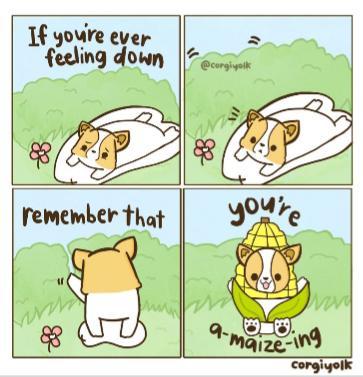 If you're ever
feeling down
@corgiyolk
remember that
you're
a-maize-ing
corgiyolk